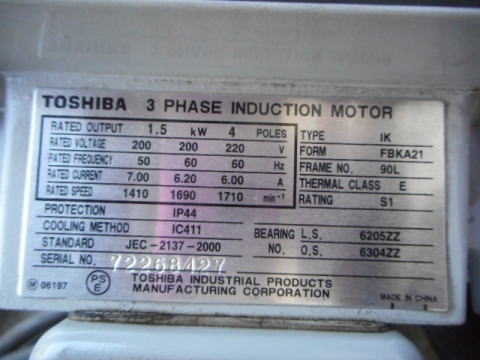 TOSHIBA 3 PHASE INDUCTION MOTOR
RATED OUTPUT 1.5 kW 4 POLES
RATED VOLTAGE 200 200 220 V
RATED FREQUENCY 50 60 60 Hz
RATED CURRENT 7.00 6.20 6.00 A
RATED SPEED 1410 1690 1710 min⁻¹
TYPE IK
FORM FBKA21
FRAME NO. 90L
THERMAL CLASS E
RATING S1
PROTECTION IP44
COOLING METHOD IC411
STANDARD JEC-2137-2000
SERIAL NO. 72268427
BEARING L.S. 6205ZZ
NO. O.S. 6304ZZ
M 06197
PS
E
TOSHIBA INDUSTRIAL PRODUCTS
MANUFACTURING CORPORATION
MADE IN CHINA